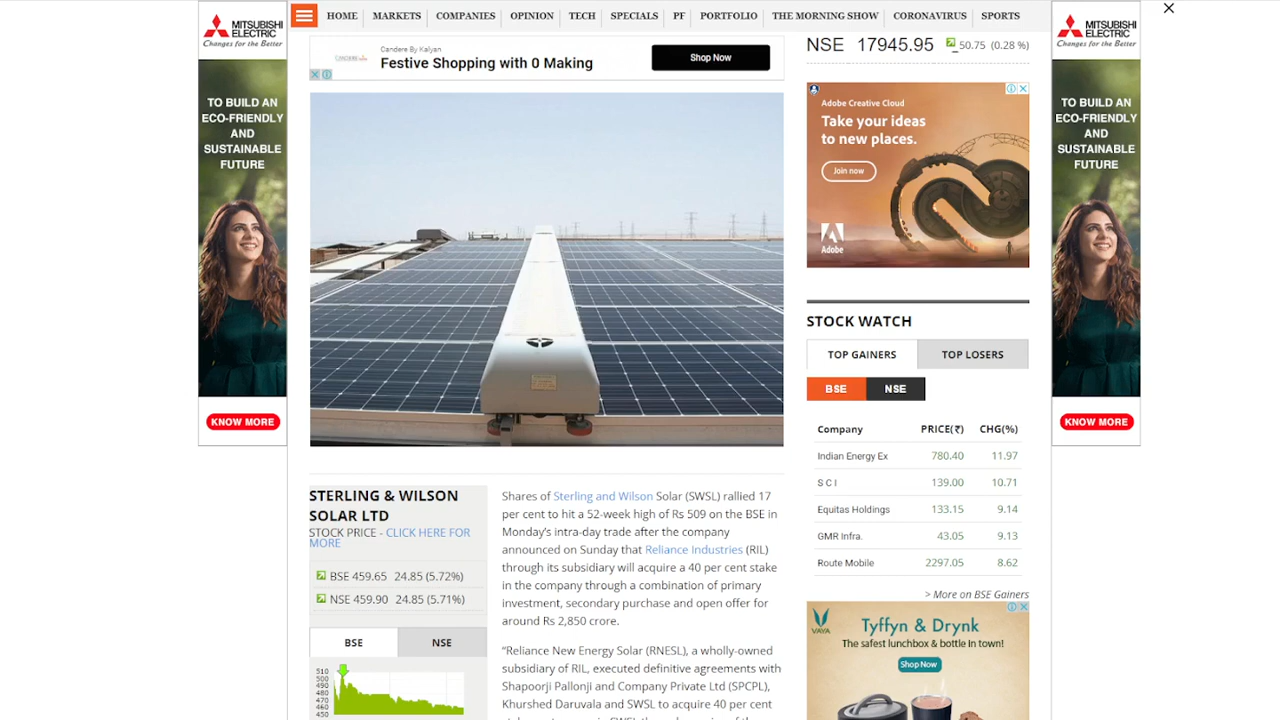 MITSUBISHI
ELECTRIC
Changes for the Better
TO BUILD AN
ECO-FRIENDLY
AND
SUSTAINABLE
FUTURE
KNOW MORE
HOME MARKETS COMPANIES OPINION TECH SPECIALS PF PORTFOLIO THE MORNING SHOW CORONAVIRUS SPORTS
Candere By Kalyan
Festive Shopping with 0 Making
Shop Now
STERLING & WILSON
SOLAR LTD
STOCK PRICE - CLICK HERE FOR
MORE
BSE 459.65 24.85 (5.72%)
NSE 459.90 24.85 (5.71%)
BSE NSE
510
500
490
480
470
460
450
Shares of Sterling and Wilson Solar (SWSL) rallied 17
per cent to hit a 52-week high of Rs 509 on the BSE in
Monday's intra-day trade after the company
announced on Sunday that Reliance Industries (RIL)
through its subsidiary will acquire a 40 per cent stake
in the company through a combination of primary
investment, secondary purchase and open offer for
around Rs 2,850 crore.
"Reliance New Energy Solar (RNESL), a wholly-owned
subsidiary of RIL, executed definitive agreements with
Shapoorji Pallonji and Company Private Ltd (SPCPL),
Khurshed Daruvala and SWSL to acquire 40 per cent
NSE 17945.95 50.75 (0.28 %)
Adobe Creative Cloud
Take your ideas
to new places.
Join now
Adobe
STOCK WATCH
TOP GAINERS TOP LOSERS
BSE NSE
Company PRICE(₹) CHG(%)
Indian Energy Ex 780.40 11.97
S C I 139.00 10.71
Equitas Holdings 133.15 9.14
GMR Infra. 43.05 9.13
Route Mobile 2297.05 8.62
> More on BSE Gainers
VAYA
Tyffyn & Drynk
The safest lunchbox & bottle in town!
Shop Now
MITSUBISHI
ELECTRIC
Changes for the Better
TO BUILD AN
ECO-FRIENDLY
AND
SUSTAINABLE
FUTURE
KNOW MORE